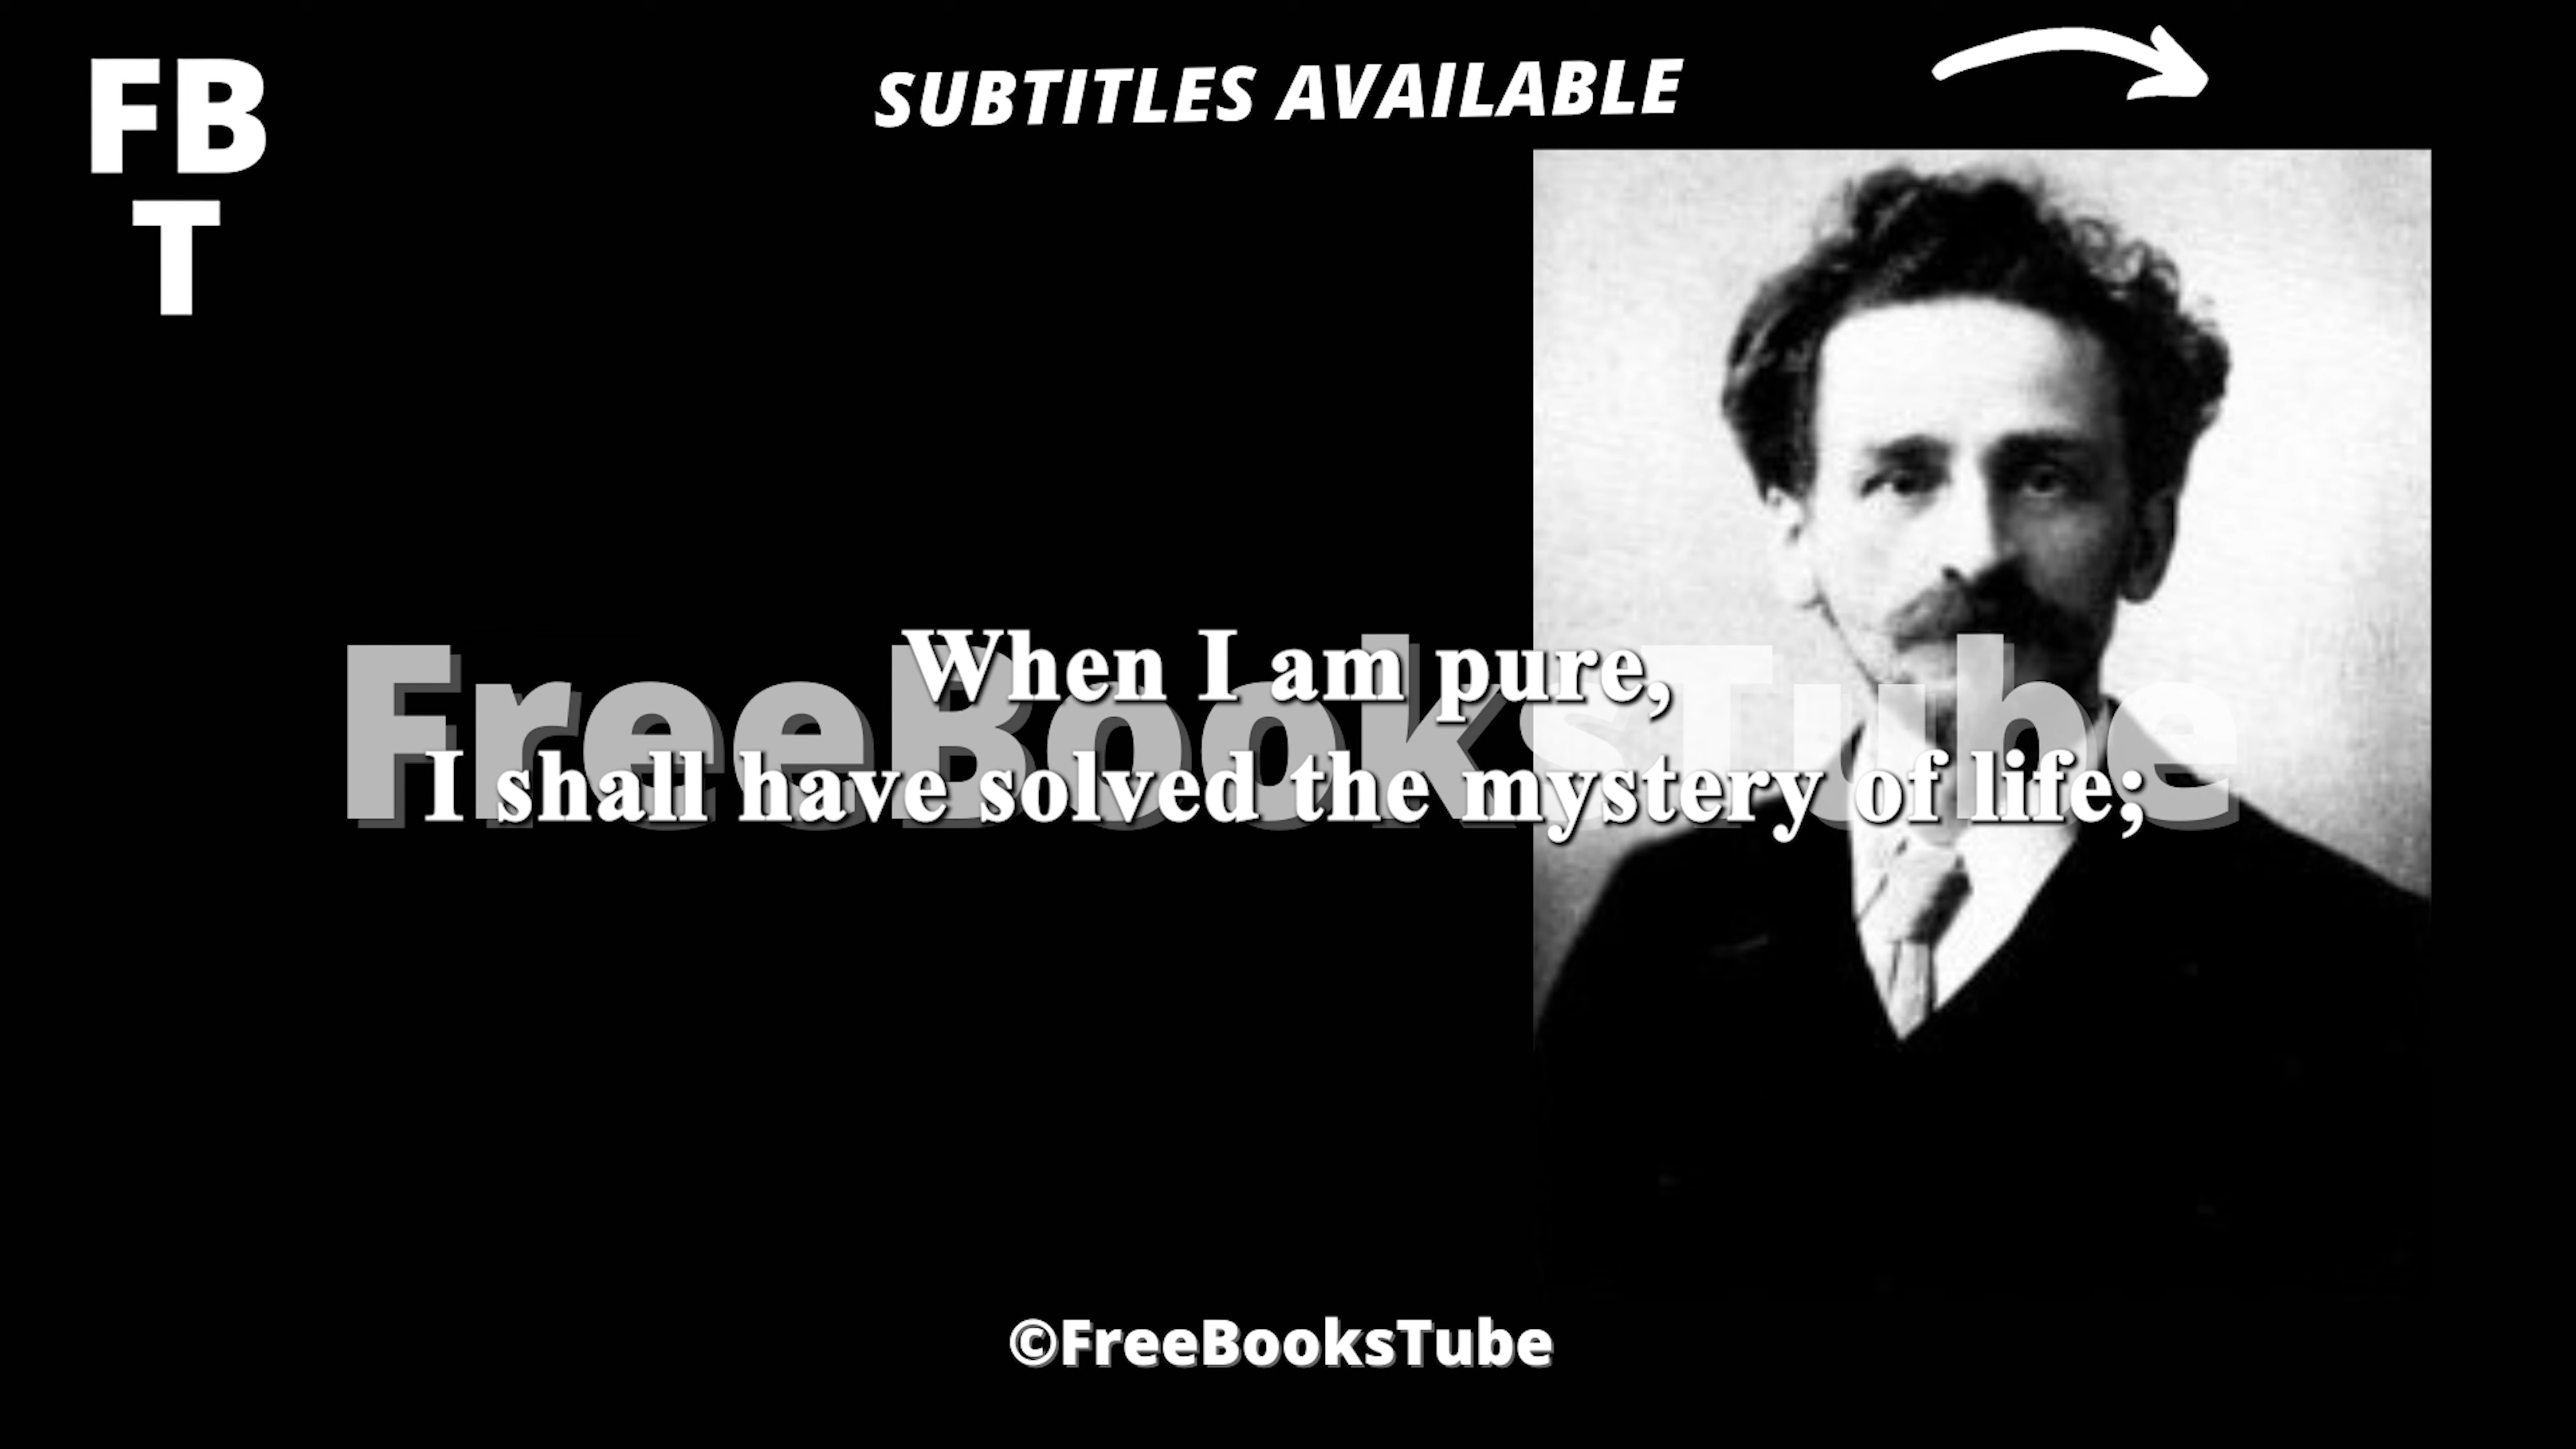 FB
T
SUBTITLES AVAILABLE
FreeBooksTube
When I am pure,
I shall have solved the mystery of life;
©FreeBooksTube